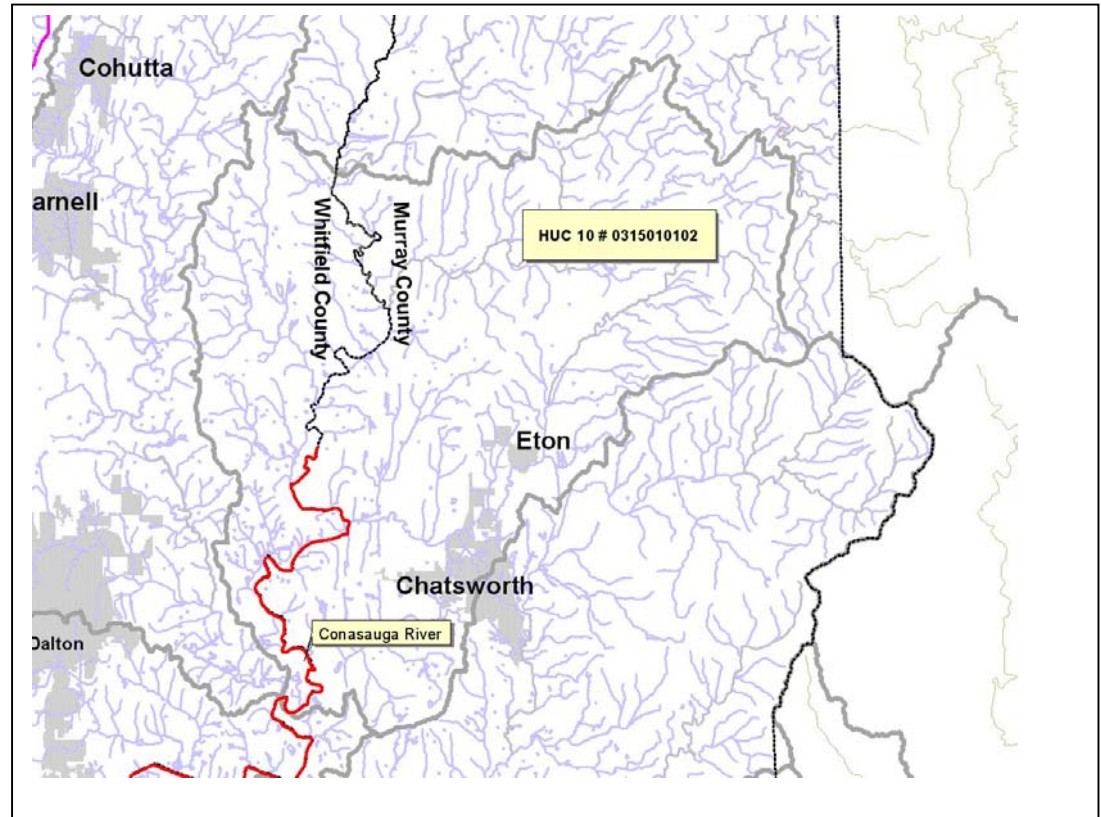 Cohutta
arnell
Whitfield County
Murray County
HUC 10 # 0315010102
Eton
Chatsworth
Conasauga River
Dalton